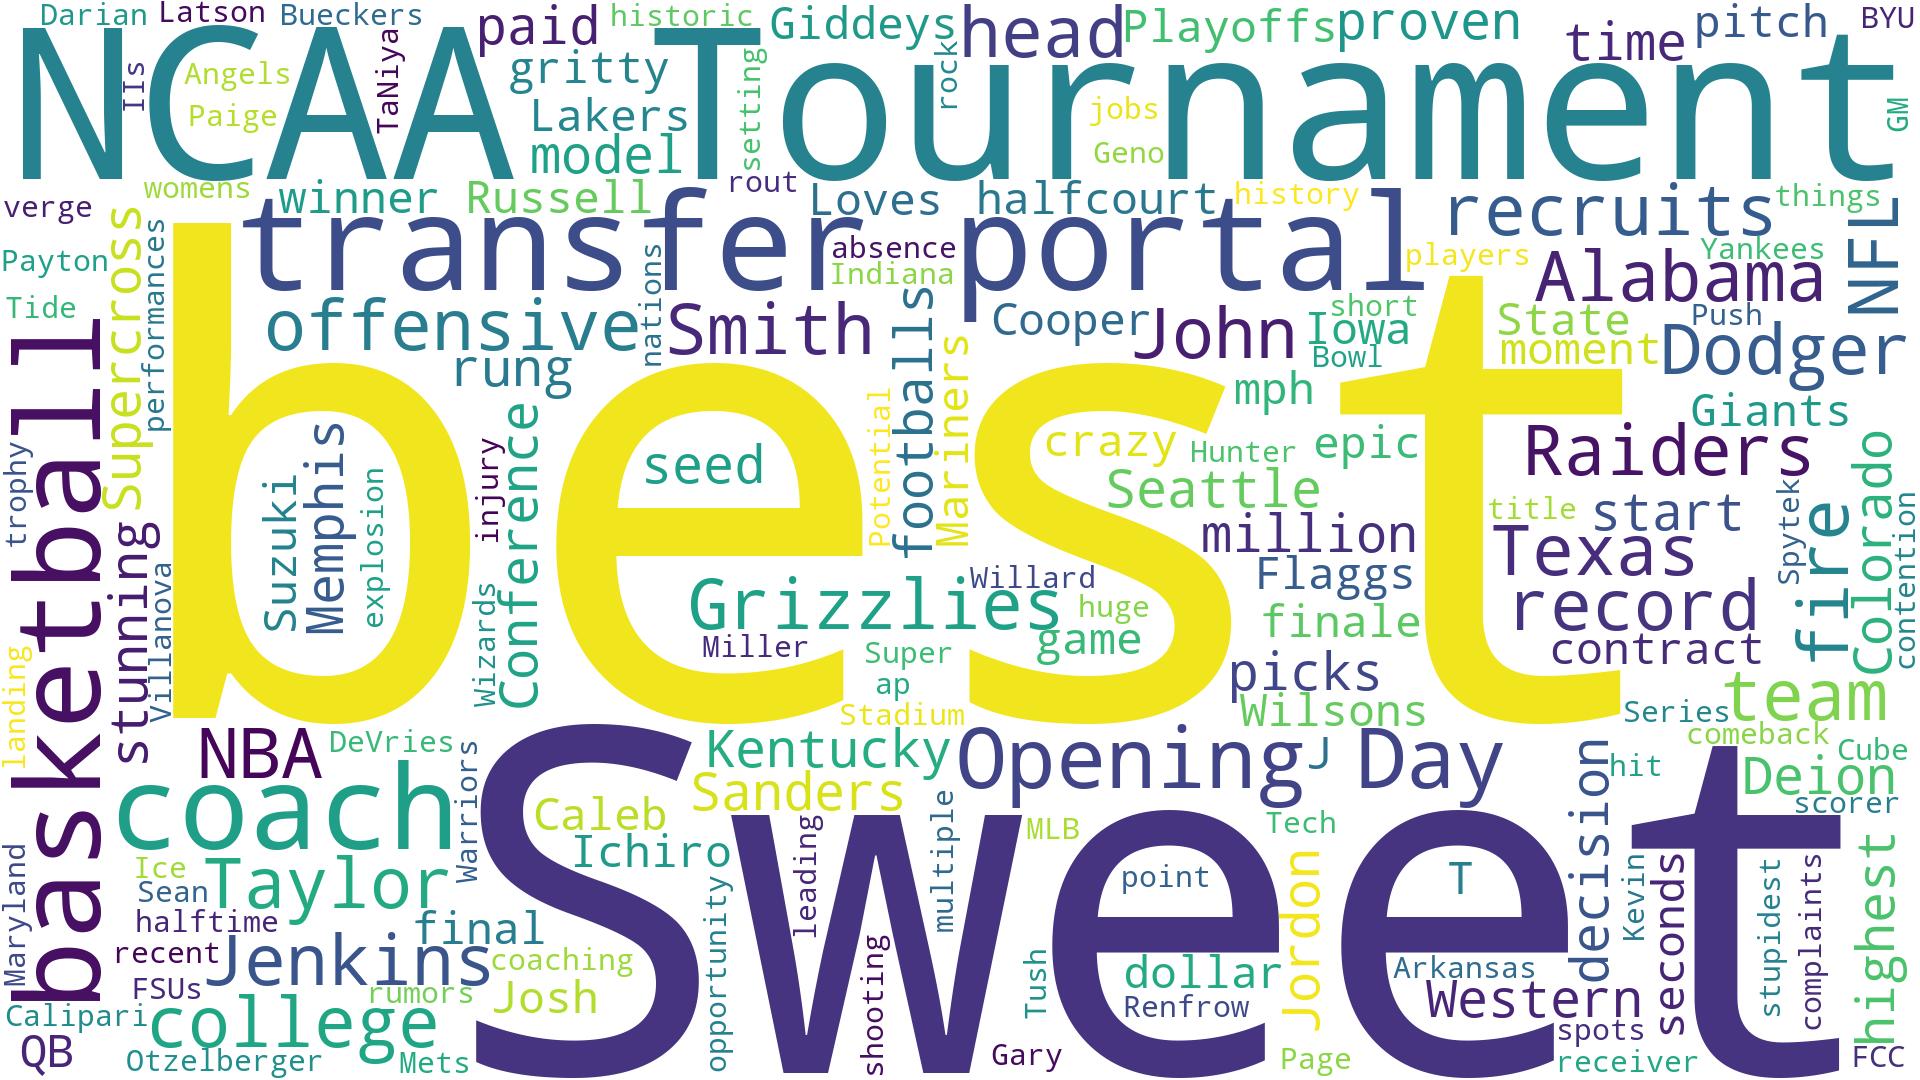 Darian
Latson
Bueckers
paid
historic
Giddeys
head
Playoffs
proven
time
pitch
BYU
NCAA Tournament
IIs
Angels
Paige
TaNiya
gritty
Lakers
model
setting
rock
jobs
Geno
GM
womens
winner
Russell
rout
Loves
halfcourt
history
recruits
things
verge
transfer portal
NFL
Payton
Tide
Supercross
performances
offensive
rung
nations
Smith
absence
Indiana
footballs
Cooper
John
players
short
Iowa
Bowl
Alabama
Yankees
State
Push
moment
Dodger
basketball
best
mph
Giants
trophy
Suzuki
Memphis
explosion
injury
Conference
seed
Potential
Mariners
crazy
Hunter
epic
Seattle
Raiders
title
start
Spytek
fire
Colorado
contention
million
Texas
stunning
Villanova
Wizards
Grizzlies
Willard
huge
game
Flaggs
finale
record
contract
Miller
Super
ap
Stadium
picks
Wilsons
team
Series
landing
NBA
DeVries
Kentucky
Opening Day
J
comeback
Cube
hit
Deion
scorer
coach
Warriors
Sweet
Sanders
Caleb
Ichiro
leading
multiple
MLB
Tech
decision
Maryland
Ice
Sean
Taylor
halftime
final
recent
Jenkins
coaching
FSUs
rumors
Josh
opportunity
shooting
point
T
Jordon
Kevin
seconds
stupidest
complaints
highest
Tush
dollar
Renfrow
Arkansas
Western
Calipari
college
QB
Otzelberger
Mets
Gary
Page
spots
receiver
FCC